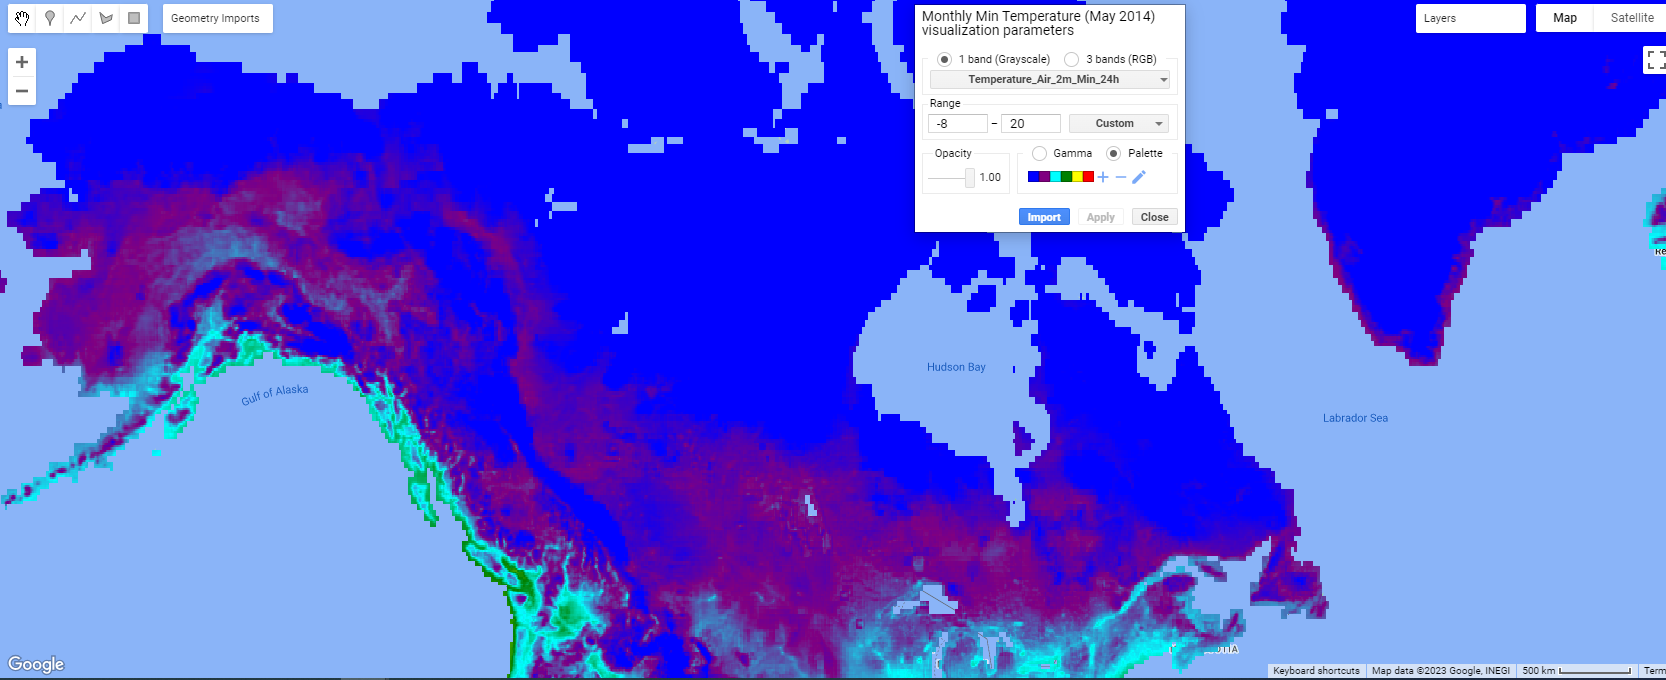 Geometry Imports
Monthly Min Temperature (May 2014)
visualization parameters
1 band (Grayscale)
3 bands (RGB)
Temperature_Air_2m_Min_24h
Range
-8 – 20
Custom
Opacity
1.00
Gamma
Palette
Import
Apply
Close
Layers
Map
Satellite
Gulf of Alaska
Hudson Bay
Labrador Sea
Google
Keyboard shortcuts
Map data ©2023 Google, INEGI
500 km
Term